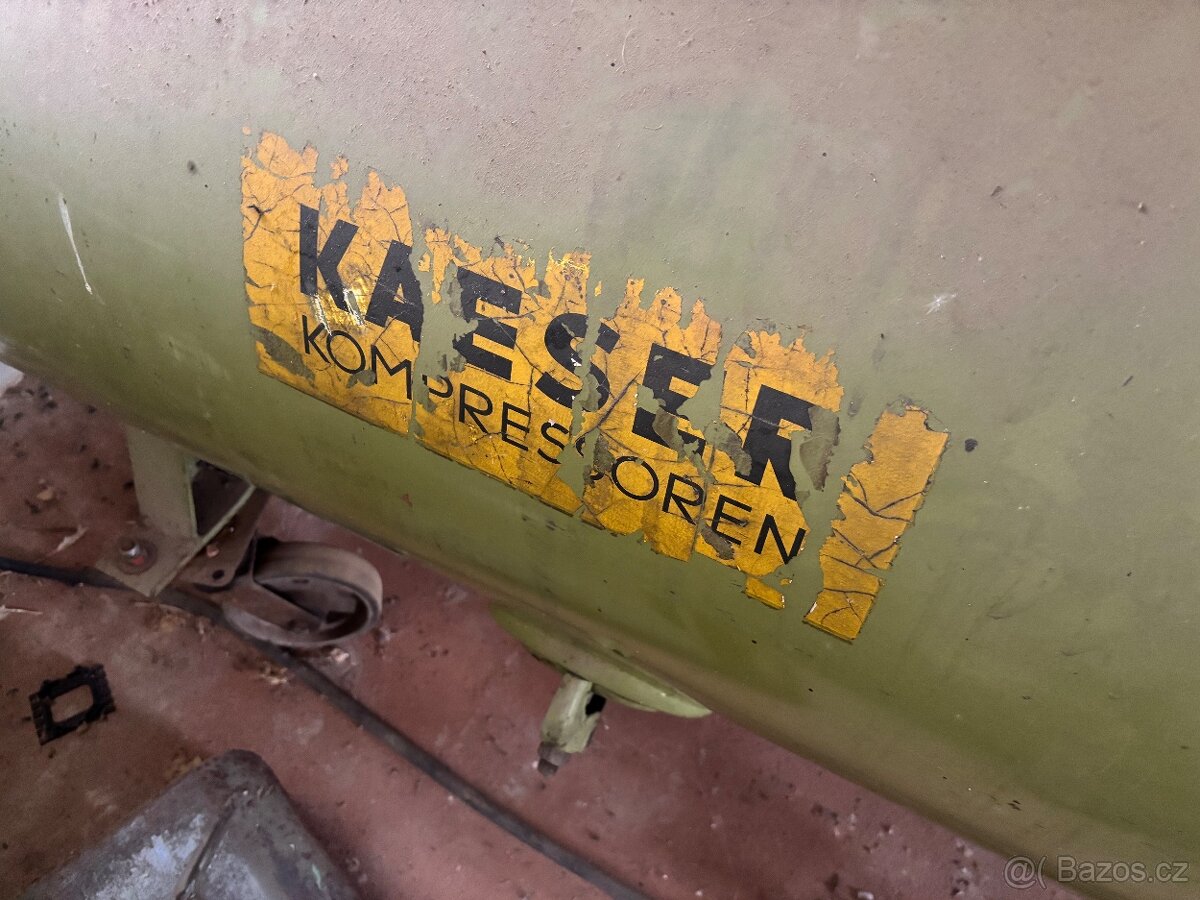 KAESER
KOMPRESSOREN
@( Bazos.cz